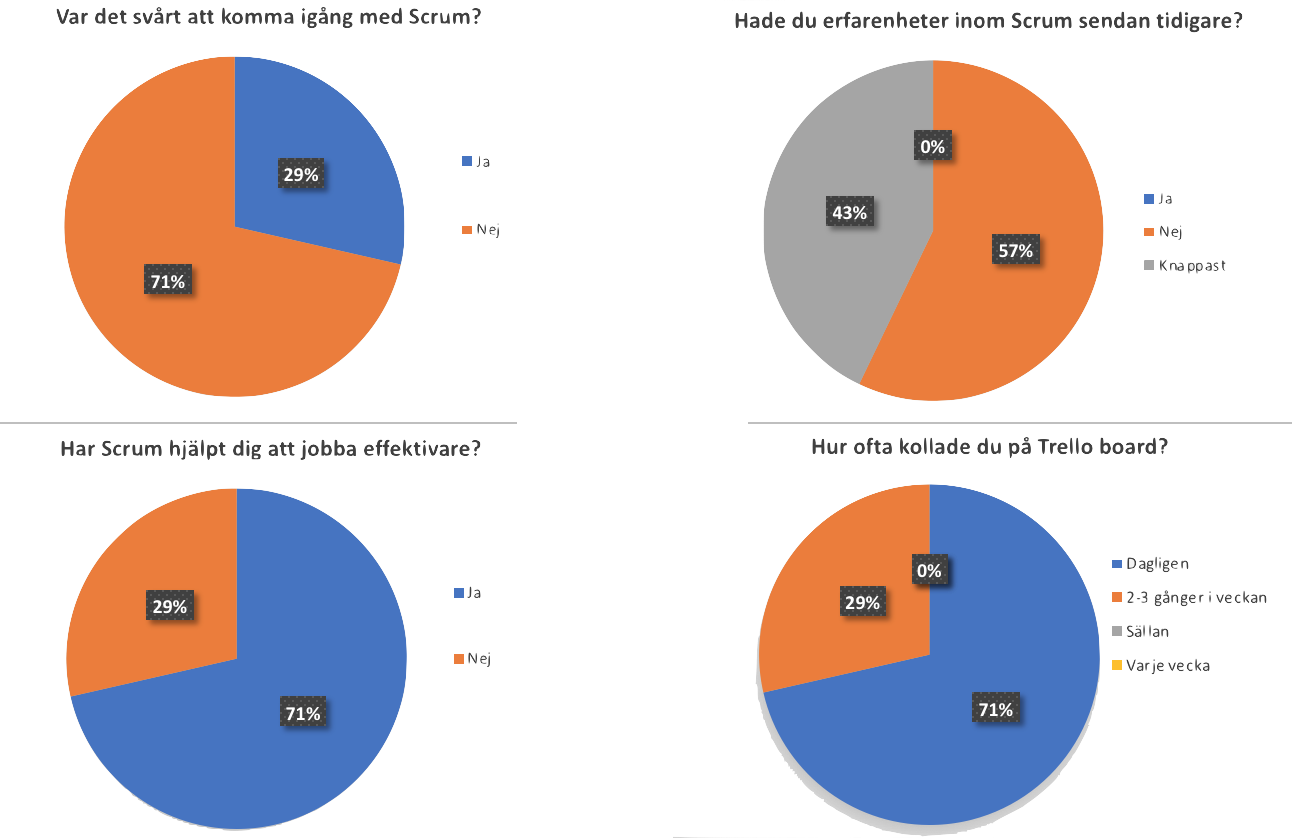 Var det svårt att komma igång med Scrum?
29%
71%
Ja
Nej
Hade du erfarenheter inom Scrum sendan tidigare?
0%
43%
57%
Ja
Nej
Knappast
Har Scrum hjälpt dig att jobba effektivare?
29%
71%
Ja
Nej
Hur ofta kollade du på Trello board?
0%
29%
71%
Dagligen
2-3 gånger i veckan
Sällan
Varje vecka